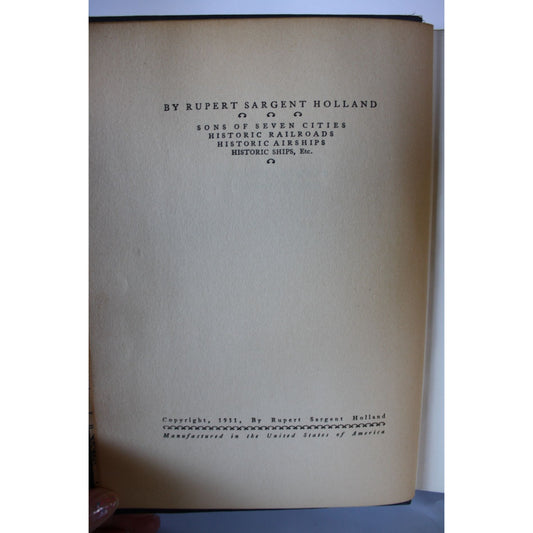 BY RUPERT SARGENT HOLLAND
SONS OF SEVEN CITIES
HISTORIC RAILROADS
HISTORIC AIRSHIPS
HISTORIC SHIPS, Etc.
Copyright, 1931, By Rupert Sargent Holland
Manufactured in the United States of America